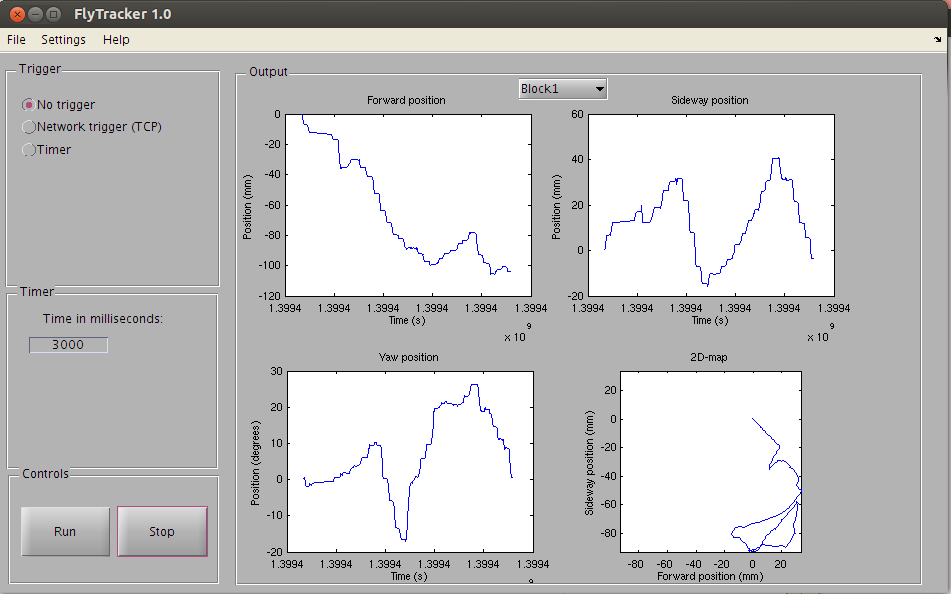 FlyTracker 1.0
File Settings Help
Trigger
No trigger
Network trigger (TCP)
Timer
Timer
Time in milliseconds:
3000
Controls
Run Stop
Output
Block1
Forward position
0
-20
-40
-60
-80
-100
-120
Position (mm)
1.3994 1.3994 1.3994 1.3994 1.3994 1.3994
Time (s)
x 10 9
Sideway position
60
40
20
0
-20
Position (mm)
1.3994 1.3994 1.3994 1.3994 1.3994 1.3994
Time (s)
x 10 9
Yaw position
30
20
10
0
-10
-20
Position (degrees)
1.3994 1.3994 1.3994 1.3994 1.3994 1.3994
Time (s)
2D-map
20
0
-20
-40
-60
-80
Sideway position (mm)
-80 -60 -40 -20 0 20
Forward position (mm)